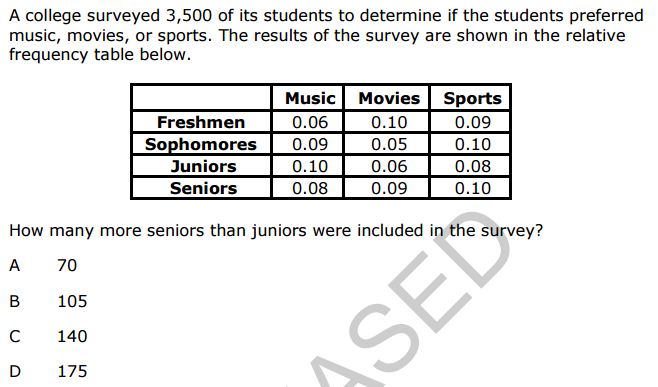 A college surveyed 3,500 of its students to determine if the students preferred
music, movies, or sports. The results of the survey are shown in the relative
frequency table below.
Music Movies Sports
Freshmen 0.06 0.10 0.09
Sophomores 0.09 0.05 0.10
Juniors 0.10 0.06 0.08
Seniors 0.08 0.09 0.10
How many more seniors than juniors were included in the survey?
A 70
B 105
C 140
D 175
ASED